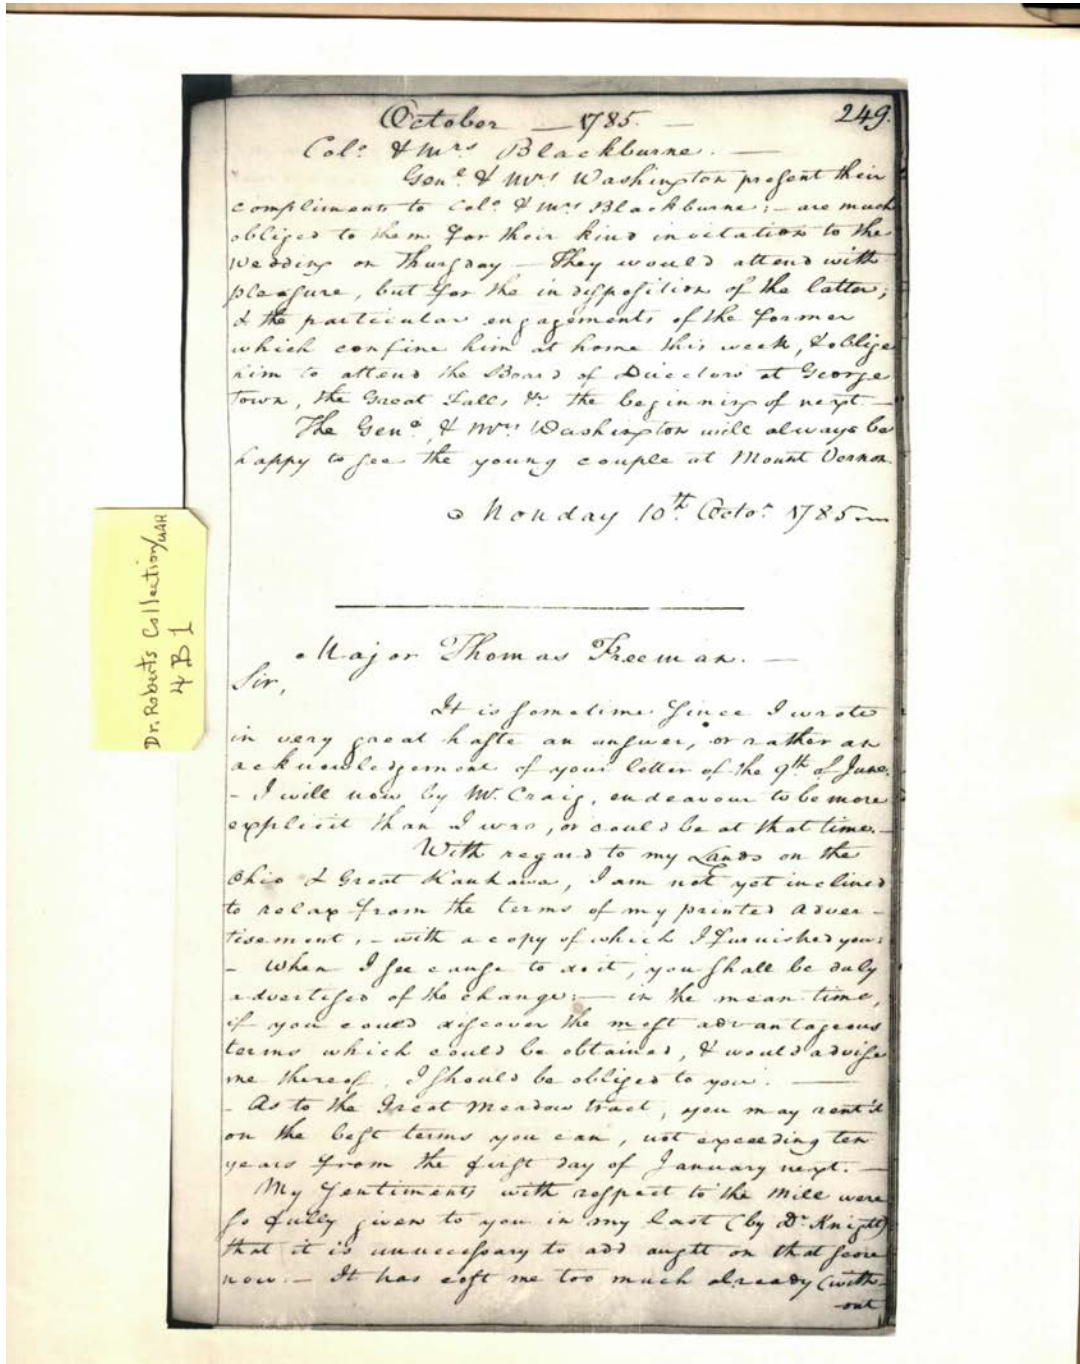 October — 1785. — 249.
Colo. & Mrs Blackburne. —
Genl. & Mrs Washington present their
compliments to Colo. & Mrs Blackburne; – are much
obliged to them for their kind invitation to the
Wedding on thursday — They would attend with
pleasure, but for the indisposition of the latter;
& the particular engagements of the former
which confine him at home this week, & oblige
him to attend the Board of Directors at George
Town, the Great Falls &c. the beginning of next. —
The Genl. & Mrs Washington will always be
happy to see the young couple at Mount Vernon.
Monday 10th. Octor. 1785
Major Thomas Freeman. —
Sir,
It is sometime since I wrote
in very great haste an answer, or rather an
acknowledgement of your letter of the 9th of June.
– I will now by Mr. Craig, endeavour to be more
explicit than I was, or could be at that time. –
With regard to my Lands on the
Ohio & Great Kanhawa, I am not yet inclined
to relax from the terms of my printed Adver-
tisement, – with a copy of which I furnished you:
– When I see cause to do it, you shall be duly
advertised of the change: — in the mean time,
if you could discover the most advantageous
terms which could be obtained, & would advise
me thereof, I should be obliged to you. —
– As to the Great Meadow tract, you may rent it
on the best terms you can, not exceeding ten
years from the first day of January next. —
My sentiments with respect to the Mill were
so fully given to you in my last (by Dr. Knight)
that it is unnecessary to add aught on that score
now. – It has cost me too much already (with-
out
Dr. Roberts Collection/UAH
4 B 1